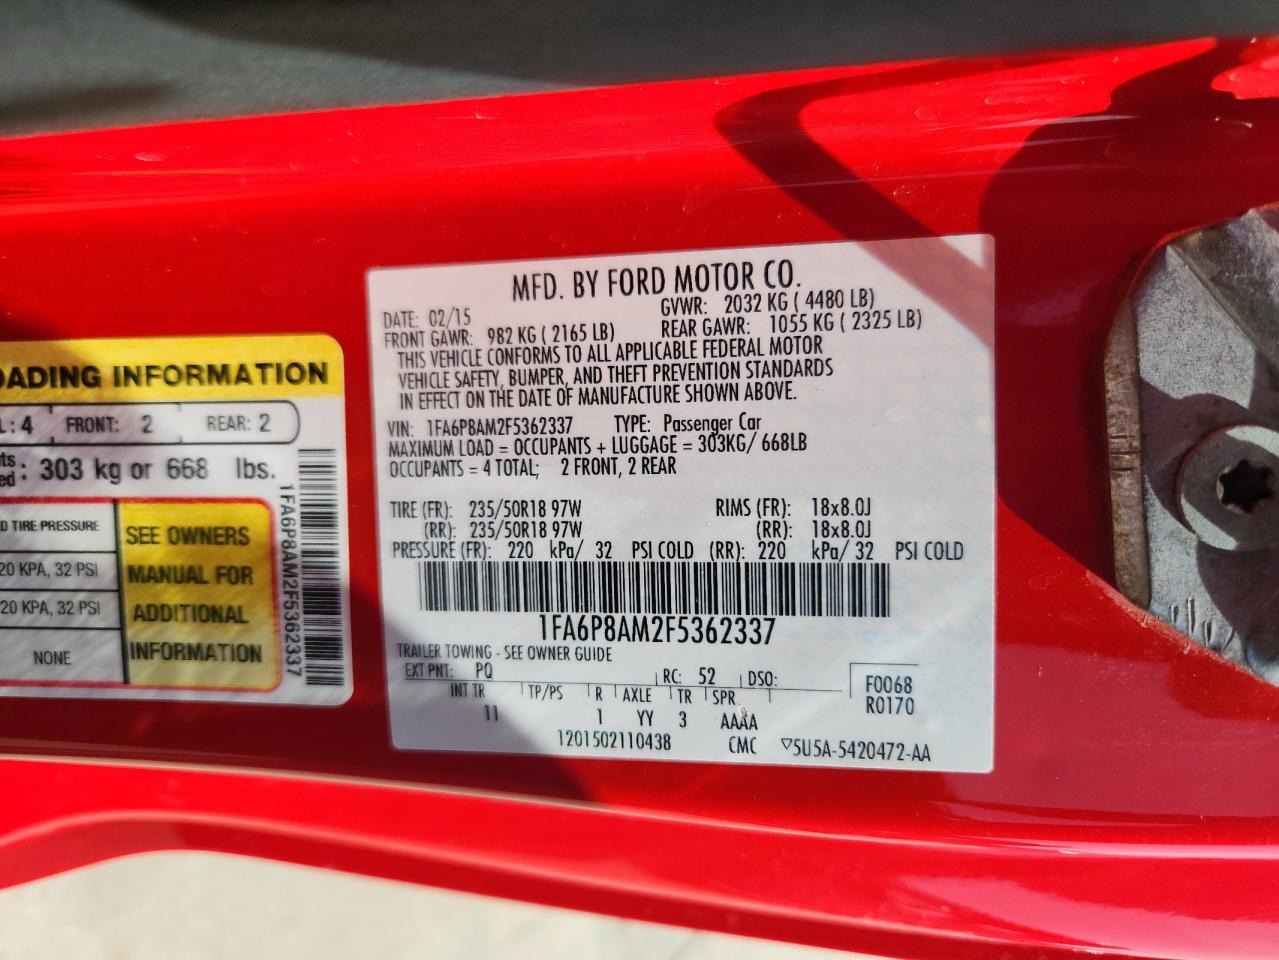 MFD. BY FORD MOTOR CO.
DATE: 02/15 GVWR: 2032 KG ( 4480 LB)
FRONT GAWR: 982 KG ( 2165 LB) REAR GAWR: 1055 KG ( 2325 LB)
THIS VEHICLE CONFORMS TO ALL APPLICABLE FEDERAL MOTOR
VEHICLE SAFETY, BUMPER, AND THEFT PREVENTION STANDARDS
IN EFFECT ON THE DATE OF MANUFACTURE SHOWN ABOVE.
VIN: 1FA6P8AM2F5362337 TYPE: Passenger Car
MAXIMUM LOAD = OCCUPANTS + LUGGAGE = 303KG/ 668LB
OCCUPANTS = 4 TOTAL; 2 FRONT, 2 REAR
TIRE (FR): 235/50R18 97W RIMS (FR): 18x8.0J
(RR): 235/50R18 97W (RR): 18x8.0J
PRESSURE (FR): 220 kPa/ 32 PSI COLD (RR): 220 kPa/ 32 PSI COLD
1FA6P8AM2F5362337
TRAILER TOWING - SEE OWNER GUIDE
EXT PNT: PQ RC: 52 DSO: F0068
INT TR TP/PS R AXLE TR SPR R0170
11 1 YY 3 AAAA
1201502110438 CMC ▽5U5A-5420472-AA
OADING INFORMATION
L: 4 FRONT: 2 REAR: 2
nts
ed: 303 kg or 668 lbs.
D TIRE PRESSURE
20 KPA, 32 PSI
20 KPA, 32 PSI
NONE
SEE OWNERS
MANUAL FOR
ADDITIONAL
INFORMATION
1FA6P8AM2F5362337